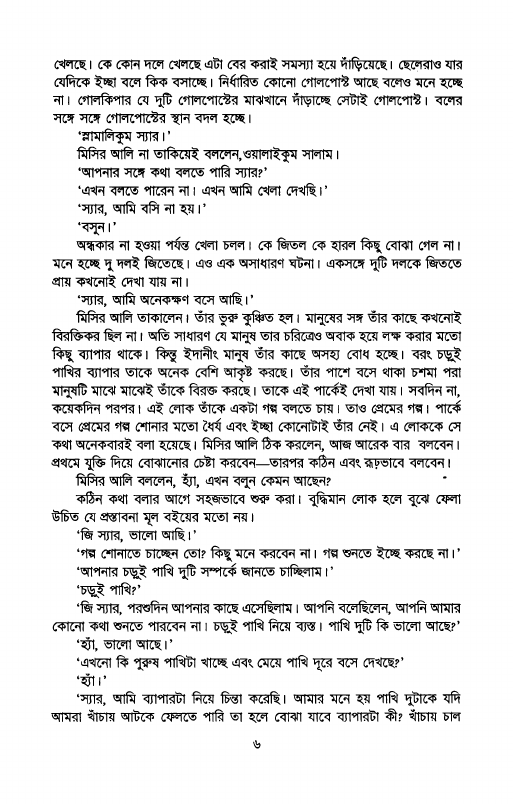 খেলছে। কে কোন দলে খেলছে এটা বের করাই সমস্যা হয়ে দাঁড়িয়েছে। ছেলেরাও যার
যেদিকে ইচ্ছা বলে কিক বসাচ্ছে। নির্ধারিত কোনো গোলপোস্ট আছে বলেও মনে হচ্ছে
না। গোলকিপার যে দুটি গোলপোস্টের মাঝখানে দাঁড়াচ্ছে সেটাই গোলপোস্ট। বলের
সঙ্গে সঙ্গে গোলপোস্টের স্থান বদল হচ্ছে।
‘স্লামালিকুম স্যার।’
মিসির আলি না তাকিয়েই বললেন,ওয়ালাইকুম সালাম।
‘আপনার সঙ্গে কথা বলতে পারি স্যার?’
‘এখন বলতে পারেন না। এখন আমি খেলা দেখছি।’
‘স্যার, আমি বসি না হয়।’
‘বসুন।’
অন্ধকার না হওয়া পর্যন্ত খেলা চলল। কে জিতল কে হারল কিছু বোঝা গেল না।
মনে হচ্ছে দু দলই জিতেছে। এও এক অসাধারণ ঘটনা। একসঙ্গে দুটি দলকে জিততে
প্রায় কখনোই দেখা যায় না।
‘স্যার, আমি অনেকক্ষণ বসে আছি।’
মিসির আলি তাকালেন। তাঁর ভুরু কুঞ্চিত হল। মানুষের সঙ্গ তাঁর কাছে কখনোই
বিরক্তিকর ছিল না। অতি সাধারণ যে মানুষ তার চরিত্রেও অবাক হয়ে লক্ষ করার মতো
কিছু ব্যাপার থাকে। কিন্তু ইদানীং মানুষ তাঁর কাছে অসহ্য বোধ হচ্ছে। বরং চড়ুই
পাখির ব্যাপার তাকে অনেক বেশি আকৃষ্ট করছে। তাঁর পাশে বসে থাকা চশমা পরা
মানুষটি মাঝে মাঝেই তাঁকে বিরক্ত করছে। তাকে এই পার্কেই দেখা যায়। সবদিন না,
কয়েকদিন পরপর। এই লোক তাঁকে একটা গল্প বলতে চায়। তাও প্রেমের গল্প। পার্কে
বসে প্রেমের গল্প শোনার মতো ধৈর্য এবং ইচ্ছা কোনোটাই তাঁর নেই। এ লোককে সে
কথা অনেকবারই বলা হয়েছে। মিসির আলি ঠিক করলেন, আজ আরেক বার বলবেন।
প্রথমে যুক্তি দিয়ে বোঝানোর চেষ্টা করবেন—তারপর কঠিন এবং রূঢ়ভাবে বলবেন।
মিসির আলি বললেন, হ্যাঁ, এখন বলুন কেমন আছেন?
কঠিন কথা বলার আগে সহজভাবে শুরু করা। বুদ্ধিমান লোক হলে বুঝে ফেলা
উচিত যে প্রস্তাবনা মূল বইয়ের মতো নয়।
‘জি স্যার, ভালো আছি।’
‘গল্প শোনাতে চাচ্ছেন তো? কিছু মনে করবেন না। গল্প শুনতে ইচ্ছে করছে না।’
‘আপনার চড়ুই পাখি দুটি সম্পর্কে জানতে চাচ্ছিলাম।’
‘চড়ুই পাখি?’
‘জি স্যার, পরশুদিন আপনার কাছে এসেছিলাম। আপনি বলেছিলেন, আপনি আমার
কোনো কথা শুনতে পারবেন না। চড়ুই পাখি নিয়ে ব্যস্ত। পাখি দুটি কি ভালো আছে?’
‘হ্যাঁ, ভালো আছে।’
‘এখনো কি পুরুষ পাখিটা খাচ্ছে এবং মেয়ে পাখি দূরে বসে দেখছে?’
‘হ্যাঁ।’
‘স্যার, আমি ব্যাপারটা নিয়ে চিন্তা করেছি। আমার মনে হয় পাখি দুটাকে যদি
আমরা খাঁচায় আটকে ফেলতে পারি তা হলে বোঝা যাবে ব্যাপারটা কী? খাঁচায় চাল
৬